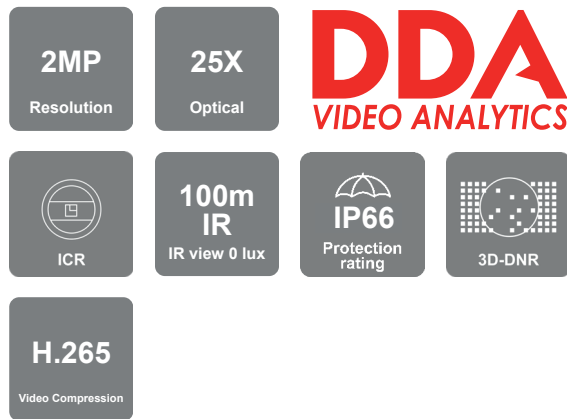 2MP
Resolution
25X
Optical
DDA
VIDEO ANALYTICS
ICR
100m
IR
IR view 0 lux
IP66
Protection
rating
3D-DNR
H.265
Video Compression